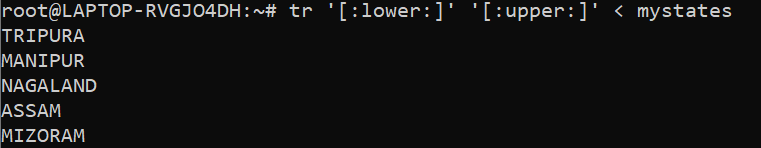 root@LAPTOP-RVGJO4DH:~# tr '[:lower:]' '[:upper:]' < mystates
TRIPURA
MANIPUR
NAGALAND
ASSAM
MIZORAM